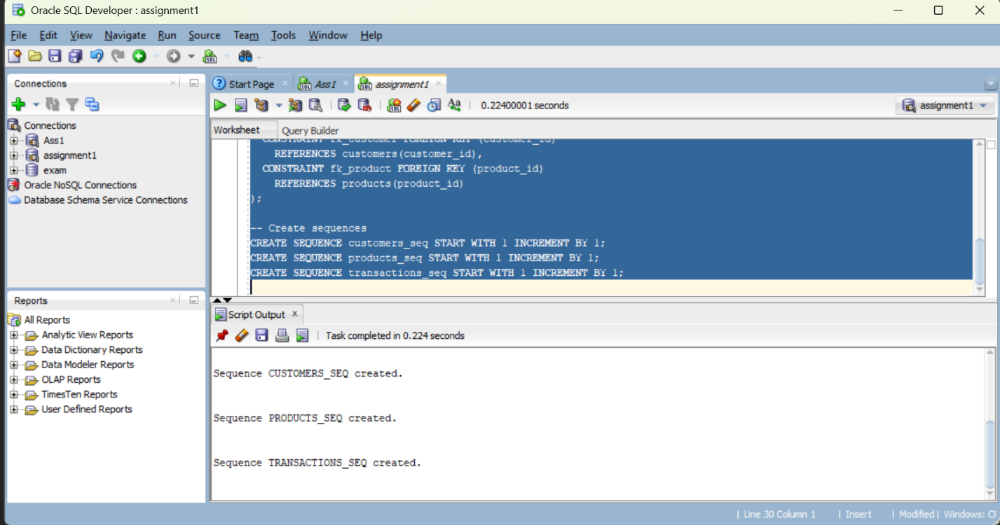 Oracle SQL Developer : assignment1
File Edit View Navigate Run Source Team Tools Window Help
Connections
Connections
Ass1
assignment1
exam
Oracle NoSQL Connections
Database Schema Service Connections
Reports
All Reports
Analytic View Reports
Data Dictionary Reports
Data Modeler Reports
OLAP Reports
TimesTen Reports
User Defined Reports
Start Page Ass1 assignment1
0.22400001 seconds assignment1
Worksheet Query Builder
CONSTRAINT fk_customer FOREIGN KEY (customer_id)
REFERENCES customers(customer_id),
CONSTRAINT fk_product FOREIGN KEY (product_id)
REFERENCES products(product_id)
);
-- Create sequences
CREATE SEQUENCE customers_seq START WITH 1 INCREMENT BY 1;
CREATE SEQUENCE products_seq START WITH 1 INCREMENT BY 1;
CREATE SEQUENCE transactions_seq START WITH 1 INCREMENT BY 1;
Script Output
Task completed in 0.224 seconds
Sequence CUSTOMERS_SEQ created.
Sequence PRODUCTS_SEQ created.
Sequence TRANSACTIONS_SEQ created.
| Line 30 Column 1 | Insert | Modified | Windows: